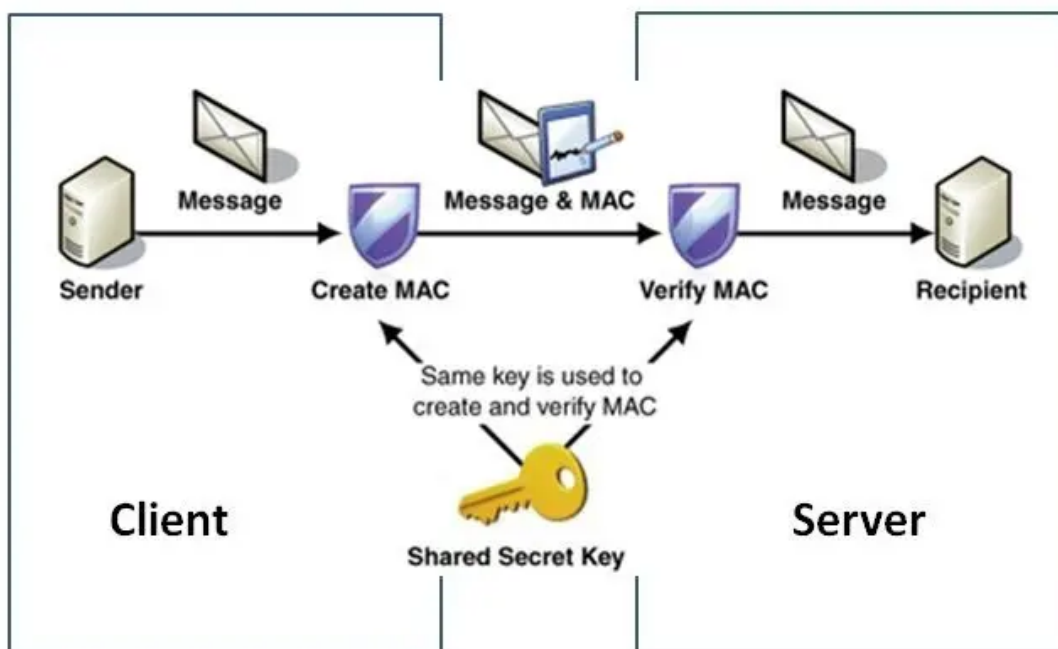 Message
Message & MAC
Message
Sender
Create MAC
Verify MAC
Recipient
Same key is used to
create and verify MAC
Client
Server
Shared Secret Key